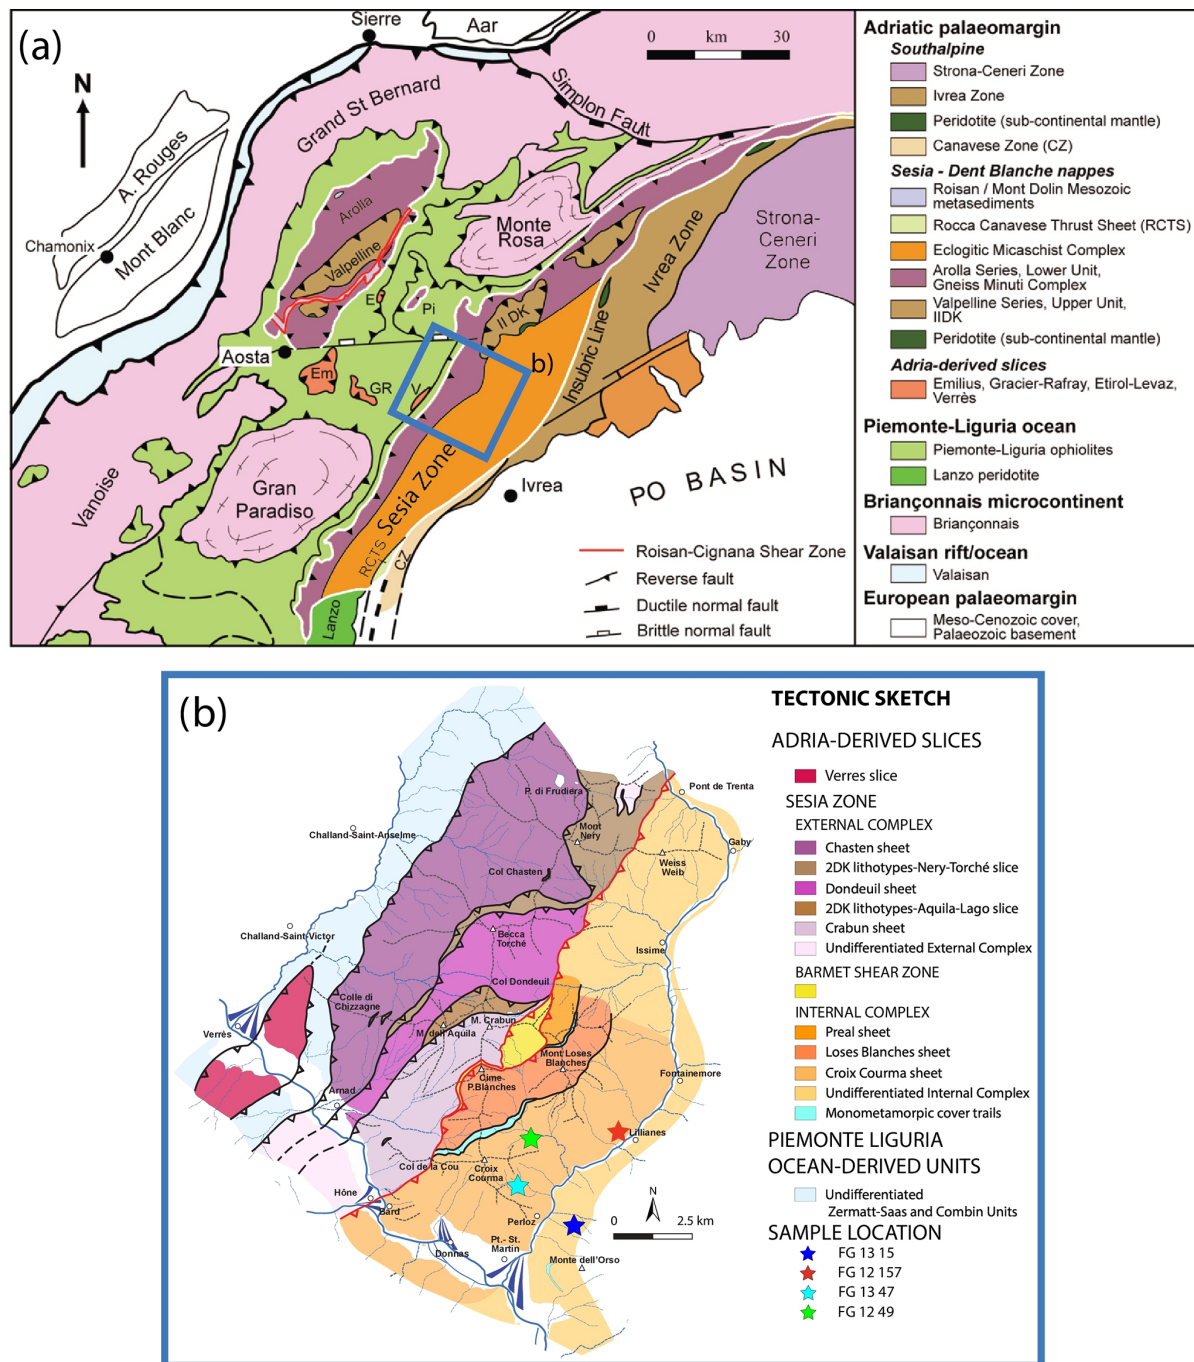 (a)
Sierre
Aar
0 km 30
N
Grand St Bernard
Simplon Fault
A. Rouges
Mont Blanc
Chamonix
Arolla
Valpelline
Monte
Rosa
Strona-
Ceneri
Zone
Ivrea Zone
E
Pi
II DK
Insubric Line
b)
Aosta
Em
GR
V
Vanoise
Gran
Paradiso
Sesia Zone
Ivrea
PO BASIN
RCTS
CZ
Lanzo
Roisan-Cignana Shear Zone
Reverse fault
Ductile normal fault
Brittle normal fault
Adriatic palaeomargin
Southalpine
Strona-Ceneri Zone
Ivrea Zone
Peridotite (sub-continental mantle)
Canavese Zone (CZ)
Sesia - Dent Blanche nappes
Roisan / Mont Dolin Mesozoic
metasediments
Rocca Canavese Thrust Sheet (RCTS)
Eclogitic Micaschist Complex
Arolla Series, Lower Unit,
Gneiss Minuti Complex
Valpelline Series, Upper Unit,
IIDK
Peridotite (sub-continental mantle)
Adria-derived slices
Emilius, Gracier-Rafray, Etirol-Levaz,
Verrès
Piemonte-Liguria ocean
Piemonte-Liguria ophiolites
Lanzo peridotite
Briançonnais microcontinent
Briançonnais
Valaisan rift/ocean
Valaisan
European palaeomargin
Meso-Cenozoic cover,
Palaeozoic basement
(b)
P. di Frudiera
Pont de Trenta
Mont
Nery
Challand-Saint-Anselme
Gaby
Weiss
Weib
Col Chasten
Challand-Saint-Victor
Becca
Torché
Issime
Col Dondeuil
Colle di
Chizzagne
M. Crabun
Verrès
M. dell'Aquila
Mont Loses
Blanches
Cime-
P.Blanches
Fontainemore
Arnad
Lillianes
Col de la Cou
Croix
Courma
Hône
Bard
Perloz
N
0 2.5 km
Donnas
Pt.- St.
Martin
Monte dell'Orso
TECTONIC SKETCH
ADRIA-DERIVED SLICES
Verres slice
SESIA ZONE
EXTERNAL COMPLEX
Chasten sheet
2DK lithotypes-Nery-Torché slice
Dondeuil sheet
2DK lithotypes-Aquila-Lago slice
Crabun sheet
Undifferentiated External Complex
BARMET SHEAR ZONE
INTERNAL COMPLEX
Preal sheet
Loses Blanches sheet
Croix Courma sheet
Undifferentiated Internal Complex
Monometamorpic cover trails
PIEMONTE LIGURIA
OCEAN-DERIVED UNITS
Undifferentiated
Zermatt-Saas and Combin Units
SAMPLE LOCATION
FG 13 15
FG 12 157
FG 13 47
FG 12 49